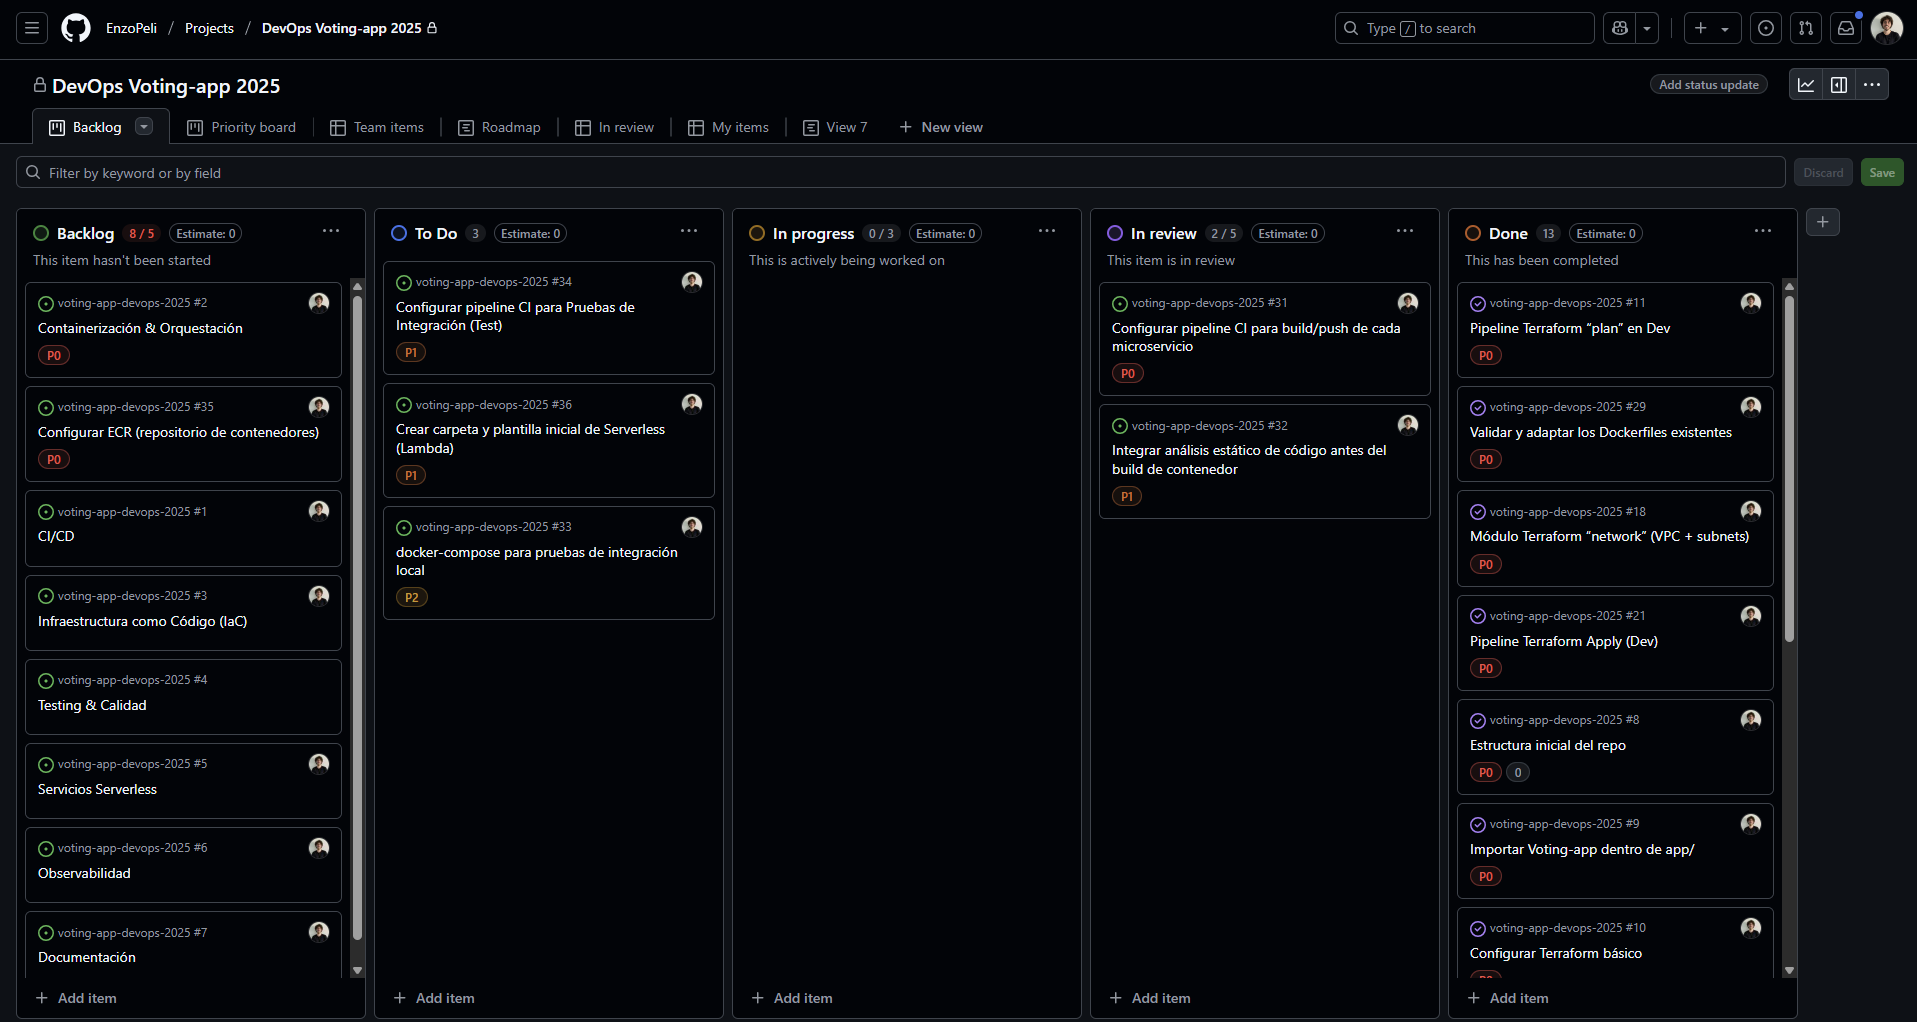 EnzoPeli / Projects / DevOps Voting-app 2025
Type / to search
DevOps Voting-app 2025
Add status update
Backlog
Priority board
Team items
Roadmap
In review
My items
View 7
New view
Filter by keyword or by field
Discard
Save
Backlog 8 / 5 Estimate: 0
This item hasn't been started
voting-app-devops-2025 #2
Containerización & Orquestación
P0
voting-app-devops-2025 #35
Configurar ECR (repositorio de contenedores)
P0
voting-app-devops-2025 #1
CI/CD
voting-app-devops-2025 #3
Infraestructura como Código (IaC)
voting-app-devops-2025 #4
Testing & Calidad
voting-app-devops-2025 #5
Servicios Serverless
voting-app-devops-2025 #6
Observabilidad
voting-app-devops-2025 #7
Documentación
Add item
To Do 3 Estimate: 0
voting-app-devops-2025 #34
Configurar pipeline CI para Pruebas de
Integración (Test)
P1
voting-app-devops-2025 #36
Crear carpeta y plantilla inicial de Serverless
(Lambda)
P1
voting-app-devops-2025 #33
docker-compose para pruebas de integración
local
P2
Add item
In progress 0 / 3 Estimate: 0
This is actively being worked on
Add item
In review 2 / 5 Estimate: 0
This item is in review
voting-app-devops-2025 #31
Configurar pipeline CI para build/push de cada
microservicio
P0
voting-app-devops-2025 #32
Integrar análisis estático de código antes del
build de contenedor
P1
Add item
Done 13 Estimate: 0
This has been completed
voting-app-devops-2025 #11
Pipeline Terraform “plan” en Dev
P0
voting-app-devops-2025 #29
Validar y adaptar los Dockerfiles existentes
P0
voting-app-devops-2025 #18
Módulo Terraform “network” (VPC + subnets)
P0
voting-app-devops-2025 #21
Pipeline Terraform Apply (Dev)
P0
voting-app-devops-2025 #8
Estructura inicial del repo
P0 0
voting-app-devops-2025 #9
Importar Voting-app dentro de app/
P0
voting-app-devops-2025 #10
Configurar Terraform básico
Add item